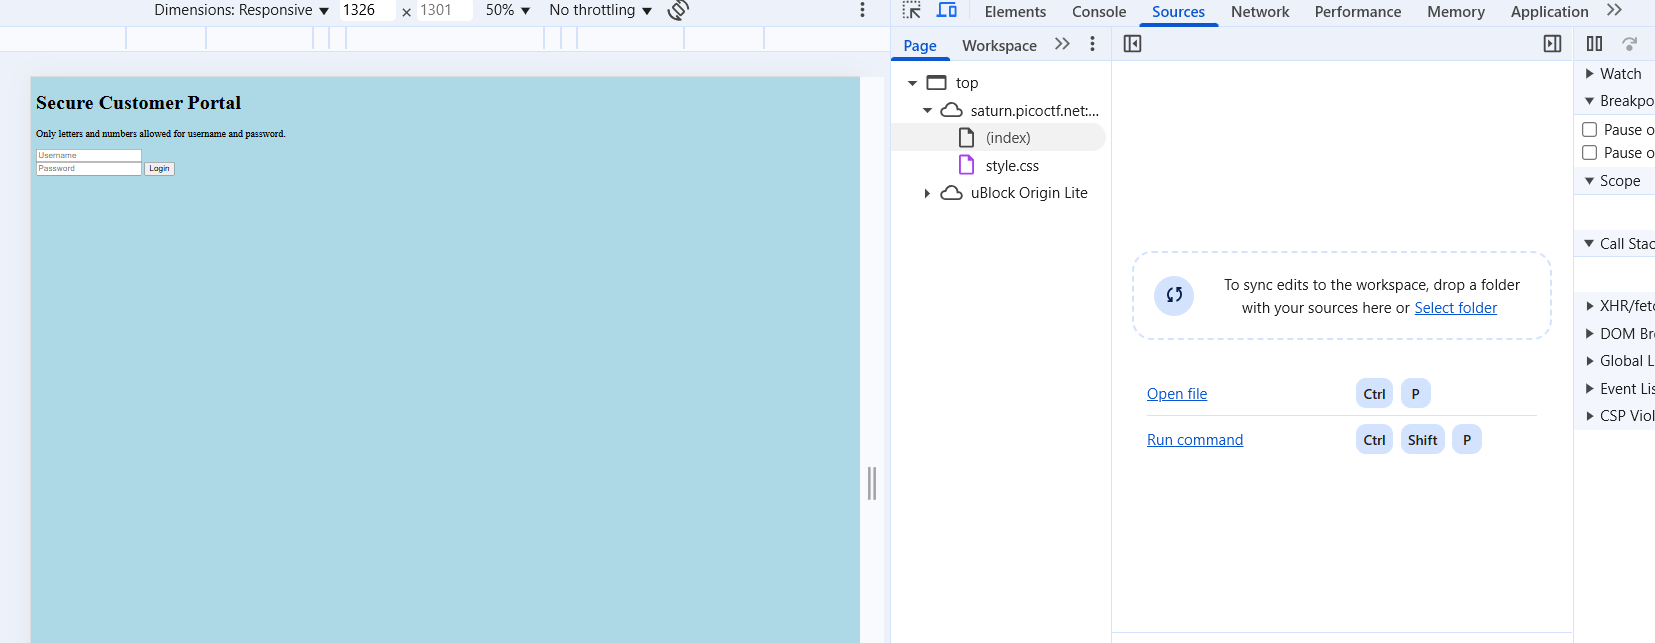 Dimensions: Responsive 1326 × 1301 50% No throttling
Secure Customer Portal
Only letters and numbers allowed for username and password.
Username
Password Login
Elements Console Sources Network Performance Memory Application
Page Workspace
top
saturn.picoctf.net:...
(index)
style.css
uBlock Origin Lite
To sync edits to the workspace, drop a folder
with your sources here or Select folder
Open file Ctrl P
Run command Ctrl Shift P
Watch
Breakpo
Pause o
Pause o
Scope
Call Stac
XHR/fetc
DOM Bre
Global L
Event Lis
CSP Viol